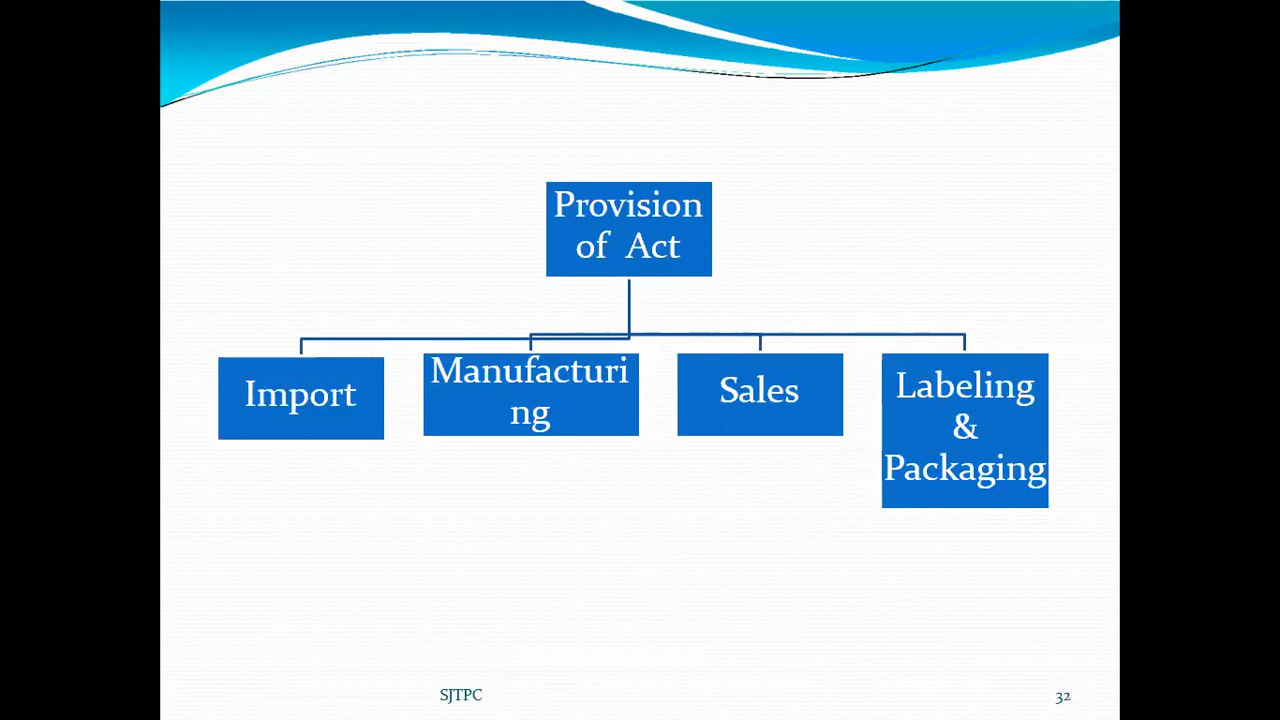 Provision
of Act
Import
Manufacturi
ng
Sales
Labeling
&
Packaging
SJTPC
32